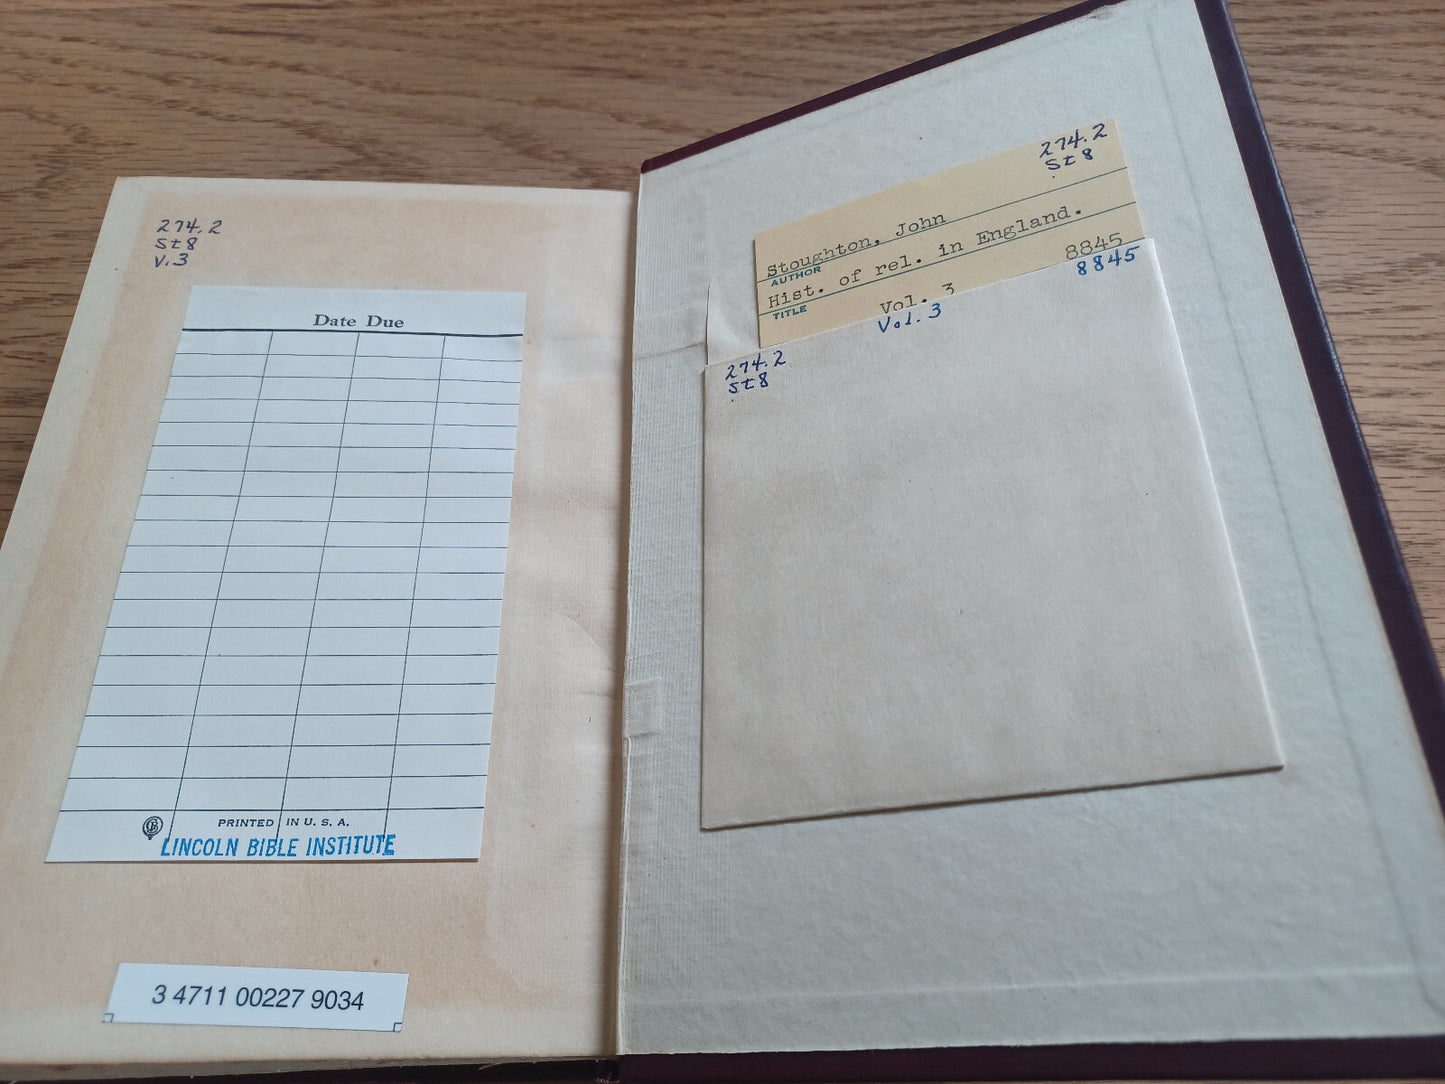 274.2
St8
v.3
Date Due
PRINTED IN U. S. A.
LINCOLN BIBLE INSTITUTE
3 4711 00227 9034
274.2
St8
Stoughton, John
AUTHOR
Hist. of rel. in England.
TITLE
8845
Vol. 3
8845
Vol. 3
274.2
St8